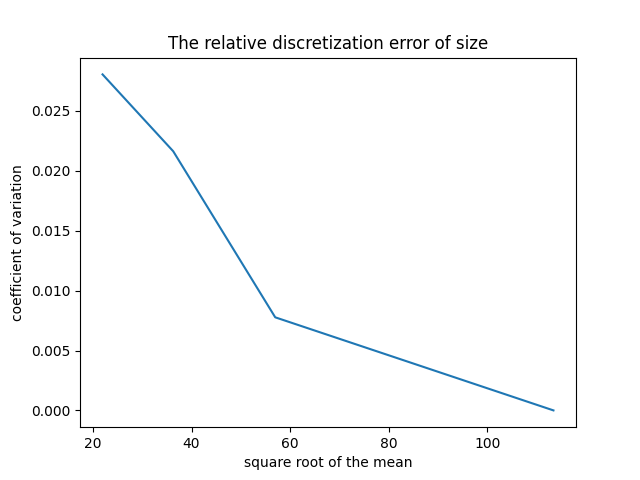 The relative discretization error of size
coefficient of variation
0.025
0.020
0.015
0.010
0.005
0.000
20 40 60 80 100
square root of the mean